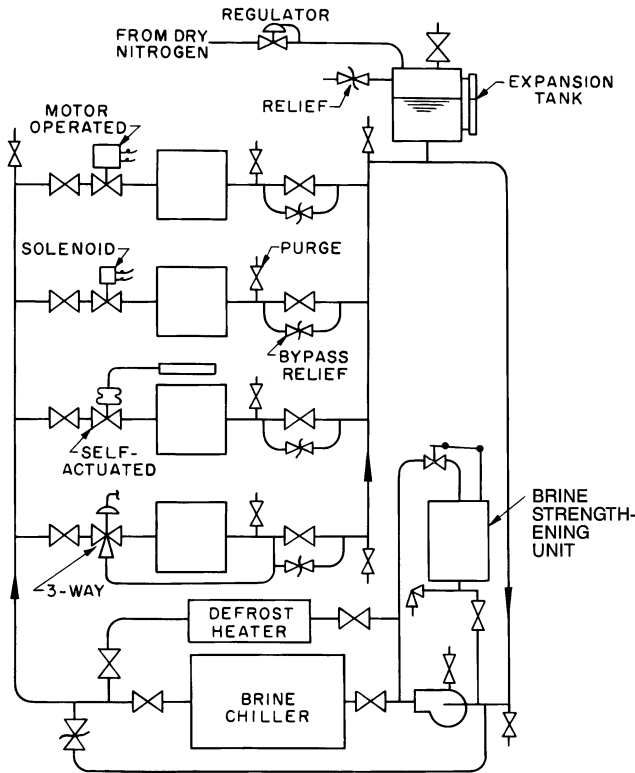 REGULATOR
FROM DRY
NITROGEN
RELIEF
EXPANSION
TANK
MOTOR
OPERATED
SOLENOID
PURGE
BYPASS
RELIEF
SELF-
ACTUATED
3-WAY
BRINE
STRENGTH-
ENING
UNIT
DEFROST
HEATER
BRINE
CHILLER